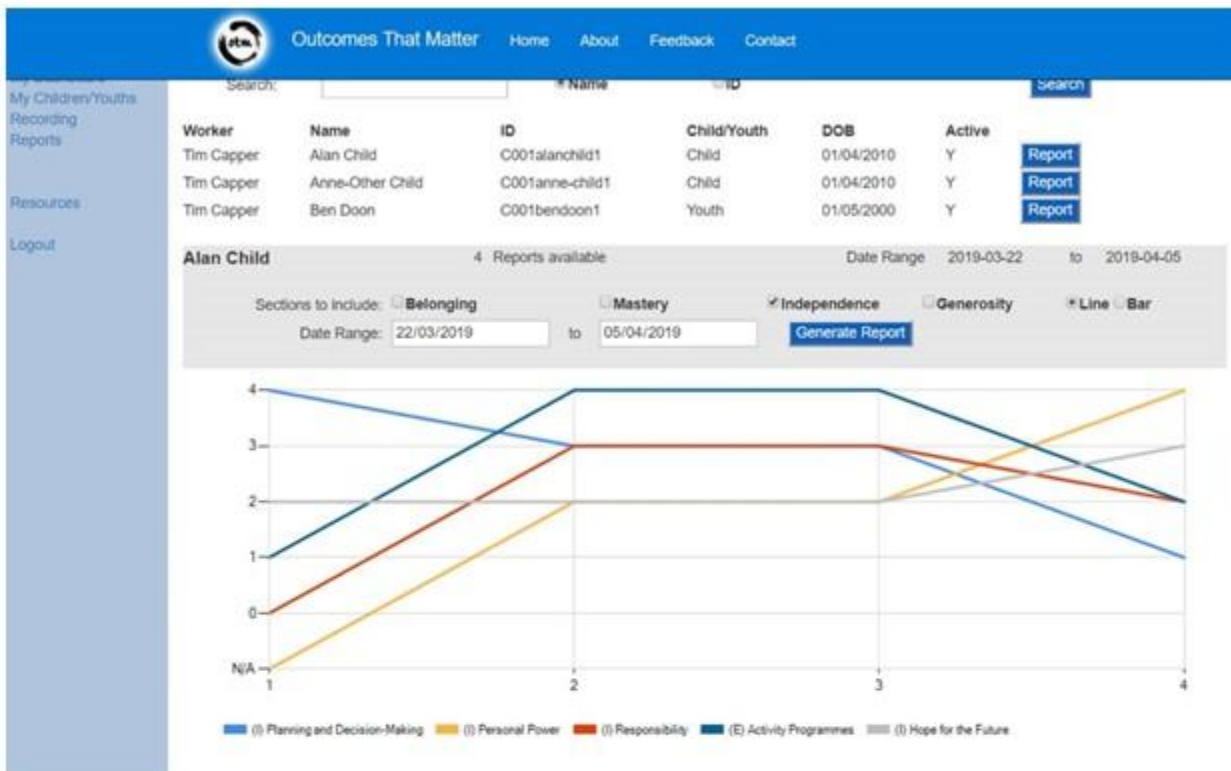 otm
Outcomes That Matter Home About Feedback Contact
My Dashboard
Search: Name ID Search
My Children/Youths
Recording
Reports
Resources
Logout
Worker Name ID Child/Youth DOB Active
Tim Capper Alan Child C001alanchild1 Child 01/04/2010 Y Report
Tim Capper Anne-Other Child C001anne-child1 Child 01/04/2010 Y Report
Tim Capper Ben Doon C001bendoon1 Youth 01/05/2000 Y Report
Alan Child 4 Reports available Date Range 2019-03-22 to 2019-04-05
Sections to include: Belonging Mastery Independence Generosity Line Bar
Date Range: 22/03/2019 to 05/04/2019 Generate Report
4
3
2
1
0
N/A
1 2 3 4
(I) Planning and Decision-Making (I) Personal Power (I) Responsibility (E) Activity Programmes (I) Hope for the Future